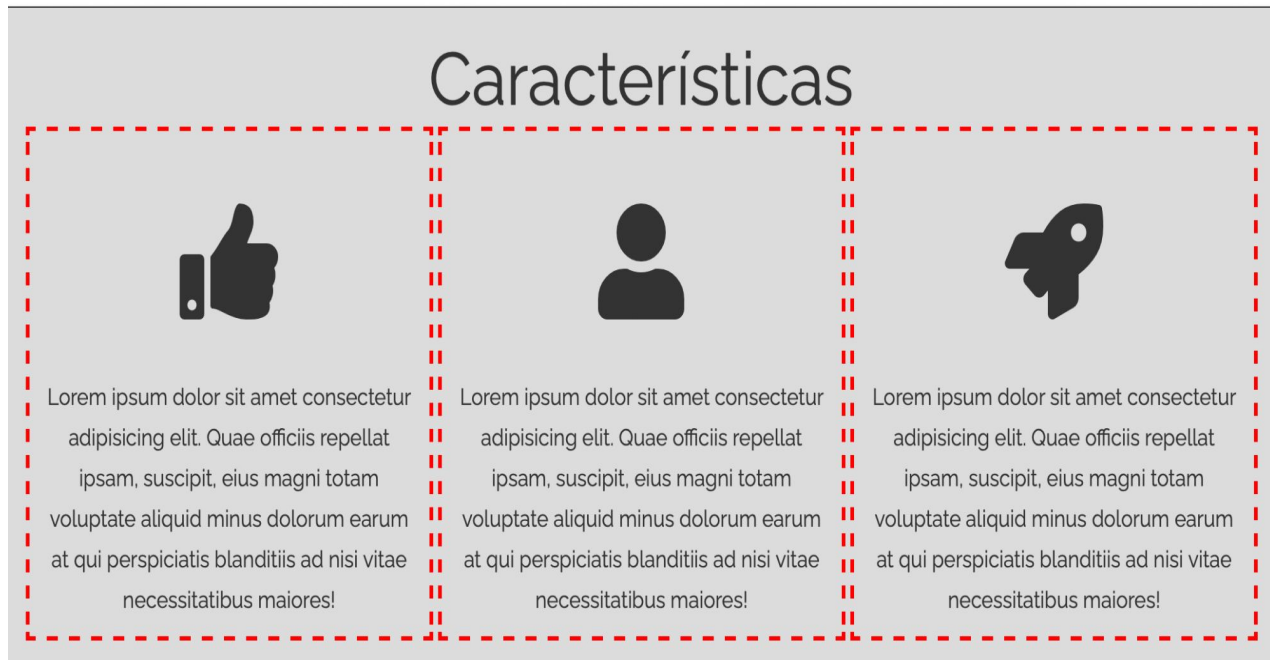 Características
Lorem ipsum dolor sit amet consectetur
adipisicing elit. Quae officiis repellat
ipsam, suscipit, eius magni totam
voluptate aliquid minus dolorum earum
at qui perspiciatis blanditiis ad nisi vitae
necessitatibus maiores!
Lorem ipsum dolor sit amet consectetur
adipisicing elit. Quae officiis repellat
ipsam, suscipit, eius magni totam
voluptate aliquid minus dolorum earum
at qui perspiciatis blanditiis ad nisi vitae
necessitatibus maiores!
Lorem ipsum dolor sit amet consectetur
adipisicing elit. Quae officiis repellat
ipsam, suscipit, eius magni totam
voluptate aliquid minus dolorum earum
at qui perspiciatis blanditiis ad nisi vitae
necessitatibus maiores!